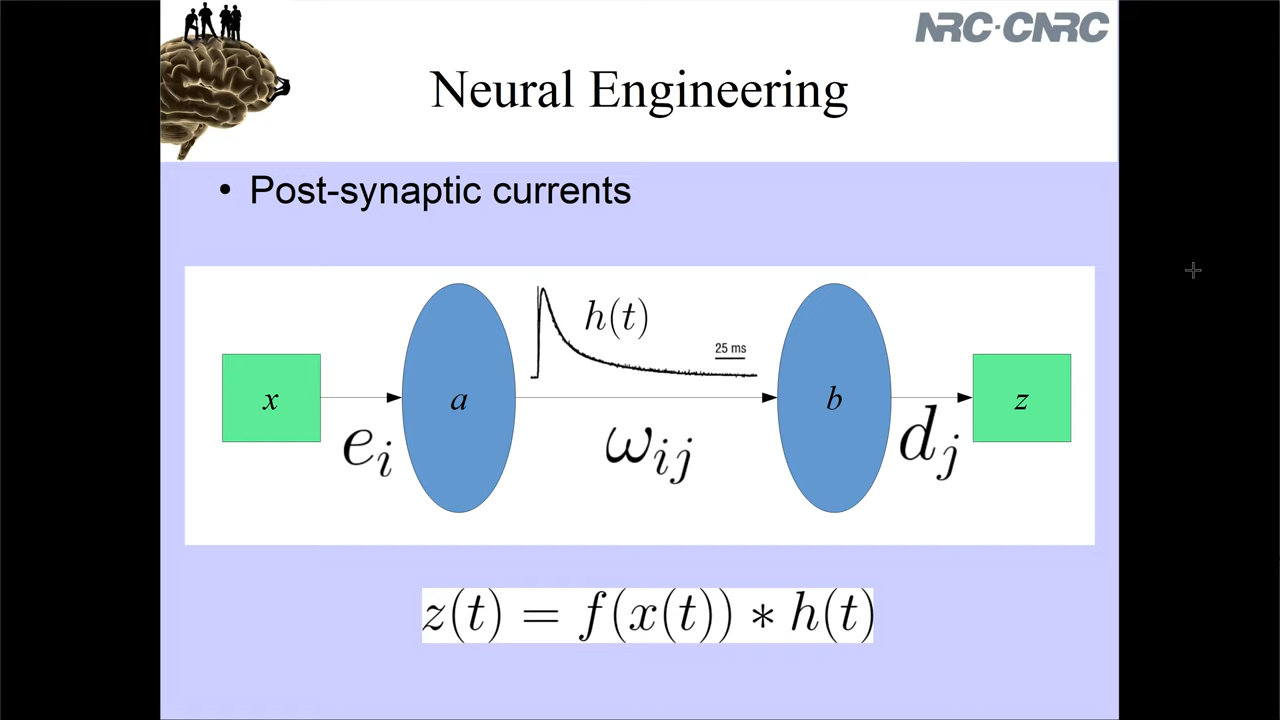 NRC·CNRC
Neural Engineering
• Post-synaptic currents
h(t)
25 ms
x
a
b
z
e_i
ω_ij
d_j
z(t) = f(x(t)) * h(t)